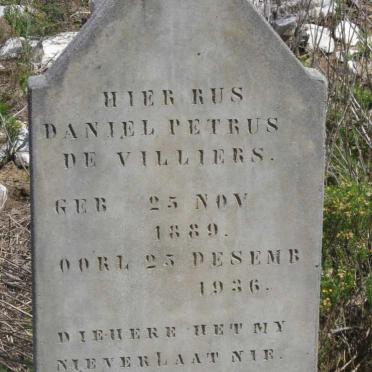 HIER RUS
DANIEL PETRUS
DE VILLIERS.
GEB 25 NOV
1889.
OORL 25 DESEMB
1936.
DIE HERE HET MY
NIE VERLAAT NIE.